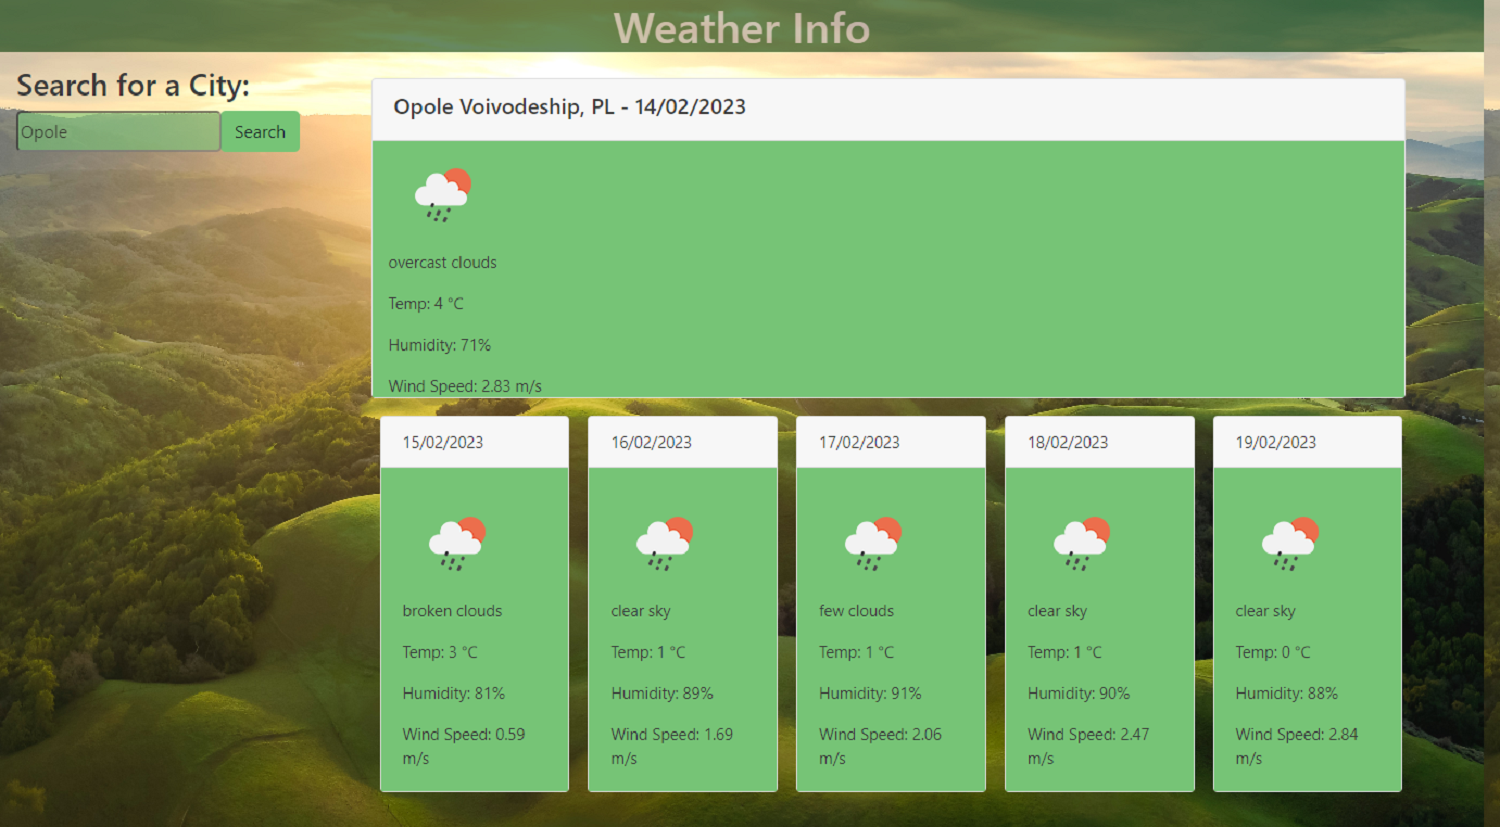 Weather Info
Search for a City:
Opole
Search
Opole Voivodeship, PL - 14/02/2023
overcast clouds
Temp: 4 °C
Humidity: 71%
Wind Speed: 2.83 m/s
15/02/2023
broken clouds
Temp: 3 °C
Humidity: 81%
Wind Speed: 0.59
m/s
16/02/2023
clear sky
Temp: 1 °C
Humidity: 89%
Wind Speed: 1.69
m/s
17/02/2023
few clouds
Temp: 1 °C
Humidity: 91%
Wind Speed: 2.06
m/s
18/02/2023
clear sky
Temp: 1 °C
Humidity: 90%
Wind Speed: 2.47
m/s
19/02/2023
clear sky
Temp: 0 °C
Humidity: 88%
Wind Speed: 2.84
m/s